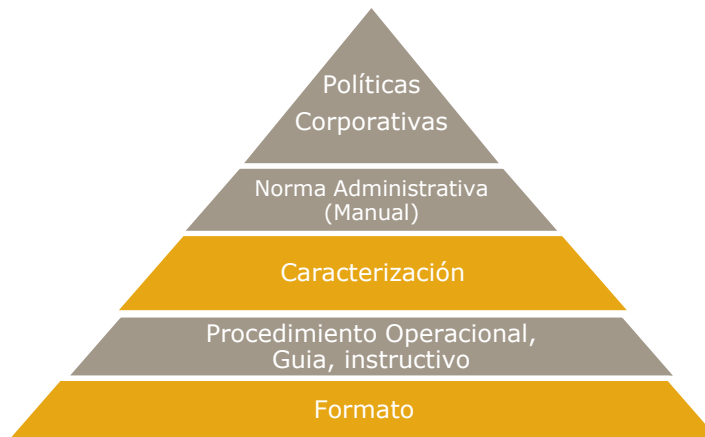 Políticas
Corporativas
Norma Administrativa
(Manual)
Caracterización
Procedimiento Operacional,
Guia, instructivo
Formato